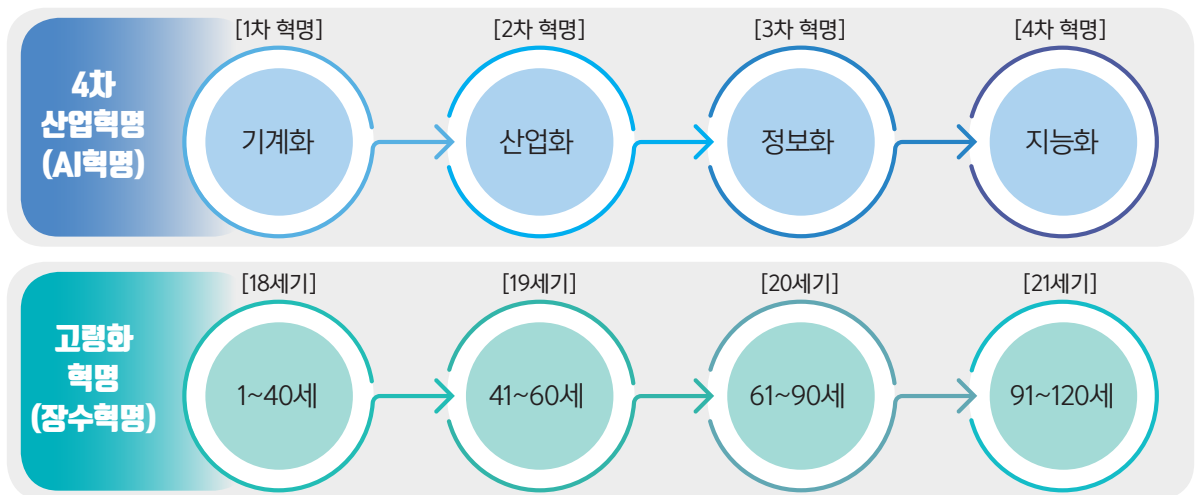 4차
산업혁명
(AI혁명)
[1차 혁명]
[2차 혁명]
[3차 혁명]
[4차 혁명]
기계화
산업화
정보화
지능화
고령화
혁명
(장수혁명)
[18세기]
[19세기]
[20세기]
[21세기]
1~40세
41~60세
61~90세
91~120세